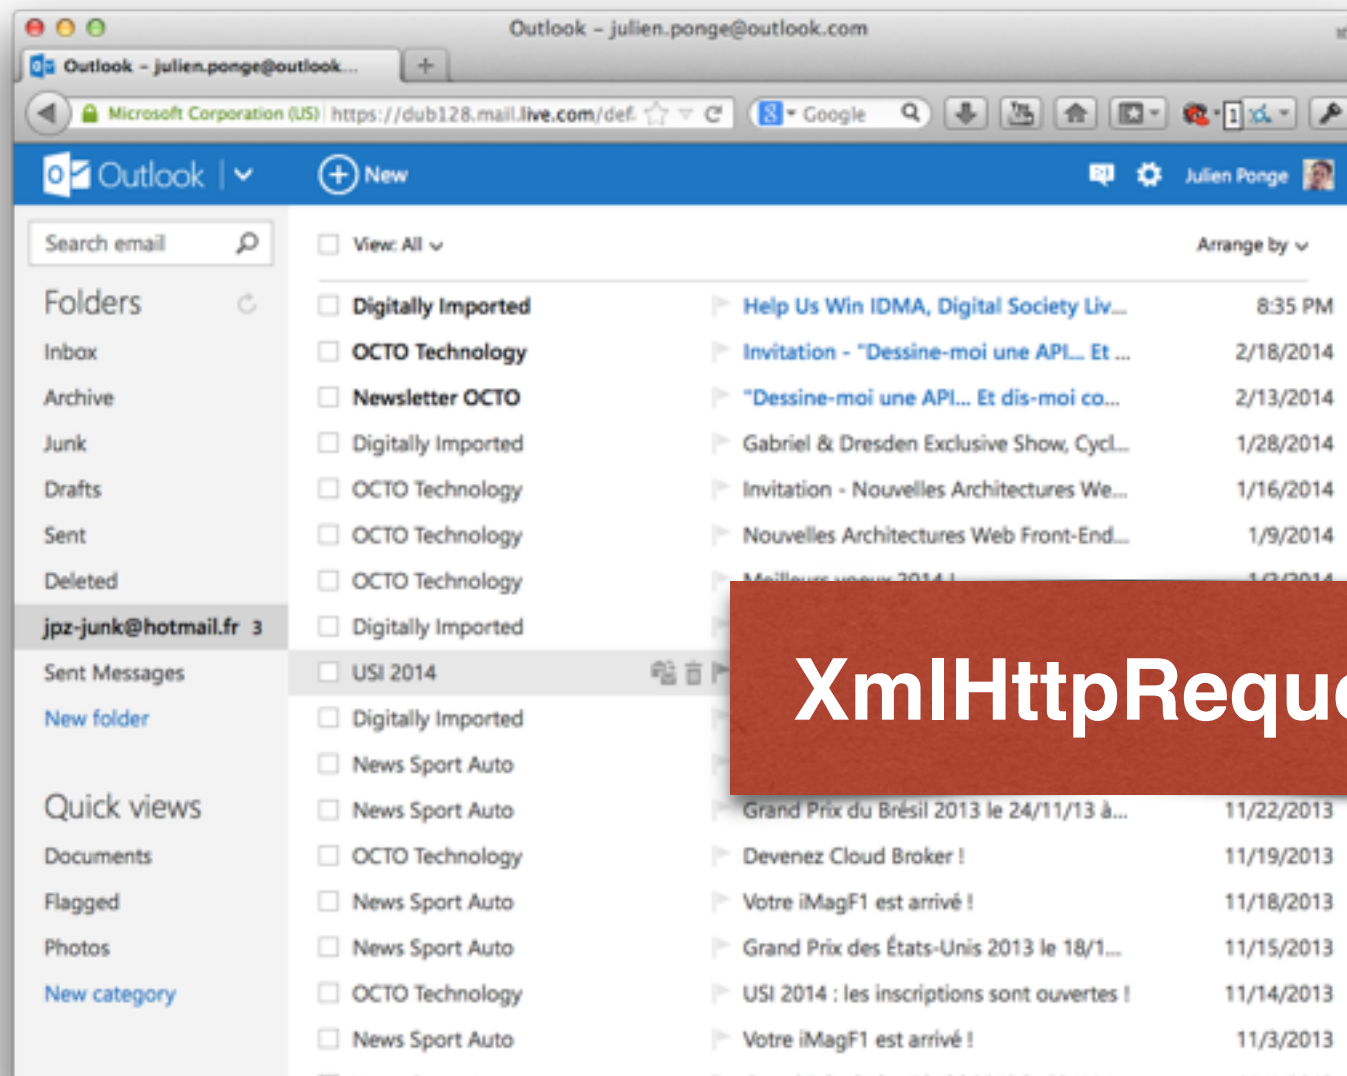 Outlook – julien.ponge@outlook.com
Outlook – julien.ponge@outlook...
Microsoft Corporation (US) https://dub128.mail.live.com/def. Google 1
Outlook New Julien Ponge
Search email View: All Arrange by
Folders
Digitally Imported Help Us Win IDMA, Digital Society Liv... 8:35 PM
Inbox OCTO Technology Invitation - "Dessine-moi une API... Et ... 2/18/2014
Archive Newsletter OCTO "Dessine-moi une API... Et dis-moi co... 2/13/2014
Junk Digitally Imported Gabriel & Dresden Exclusive Show, Cycl... 1/28/2014
Drafts OCTO Technology Invitation - Nouvelles Architectures We... 1/16/2014
Sent OCTO Technology Nouvelles Architectures Web Front-End... 1/9/2014
Deleted OCTO Technology Meilleurs voeux 2014 !
jpz-junk@hotmail.fr 3 Digitally Imported
Sent Messages USI 2014
XmlHttpReque
New folder Digitally Imported
News Sport Auto
Quick views News Sport Auto Grand Prix du Brésil 2013 le 24/11/13 à... 11/22/2013
Documents OCTO Technology Devenez Cloud Broker ! 11/19/2013
Flagged News Sport Auto Votre iMagF1 est arrivé ! 11/18/2013
Photos News Sport Auto Grand Prix des États-Unis 2013 le 18/1... 11/15/2013
New category OCTO Technology USI 2014 : les inscriptions sont ouvertes ! 11/14/2013
News Sport Auto Votre iMagF1 est arrivé ! 11/3/2013